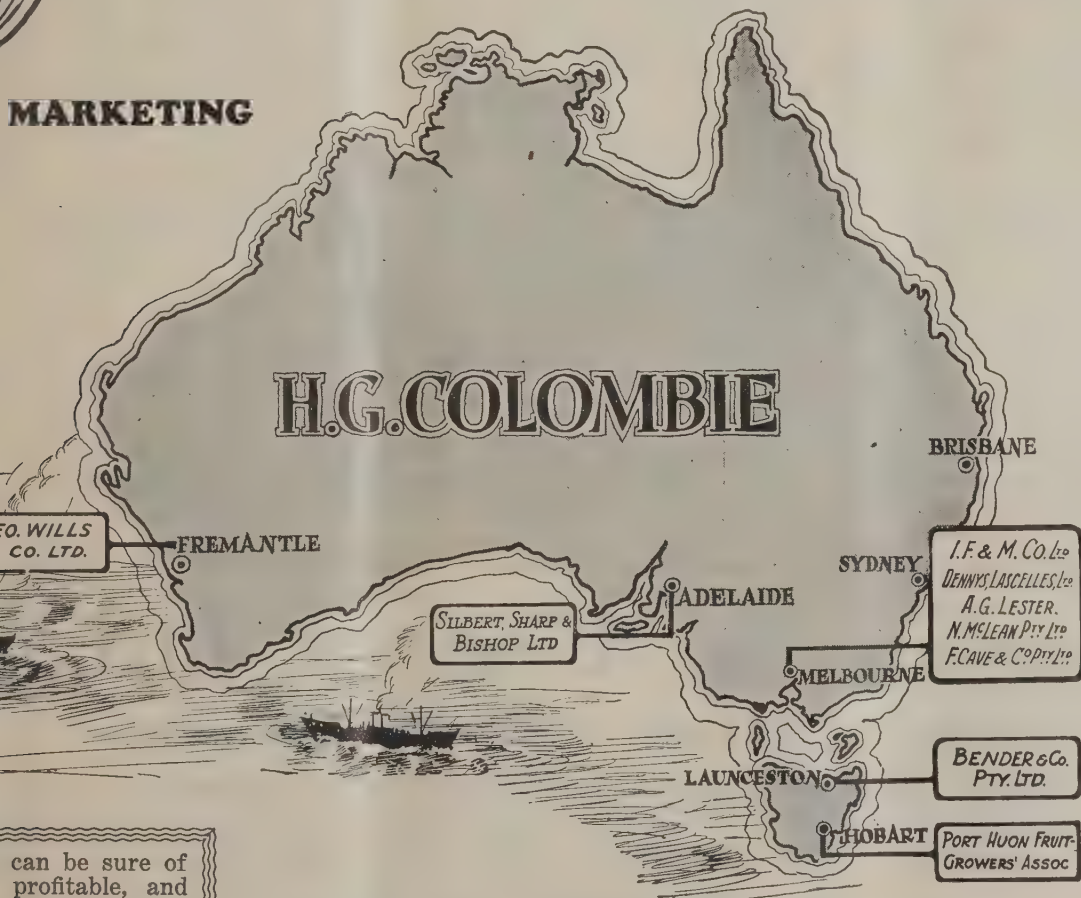 MARKETING
H.G.COLOMBIE
BRISBANE
EO. WILLS
CO. LTD.
FREMANTLE
SYDNEY
I.F. & M. CO. LTD
DENNYS, LASCELLES, LTD.
A.G. LESTER.
N. McLEAN PTY LTD
F. CAVE & CO PTY LTD
ADELAIDE
SILBERT, SHARP &
BISHOP LTD
MELBOURNE
LAUNCESTON
BENDER & CO.
PTY. LTD.
HOBART
PORT HUON FRUIT-
GROWERS' ASSOC
can be sure of
profitable, and